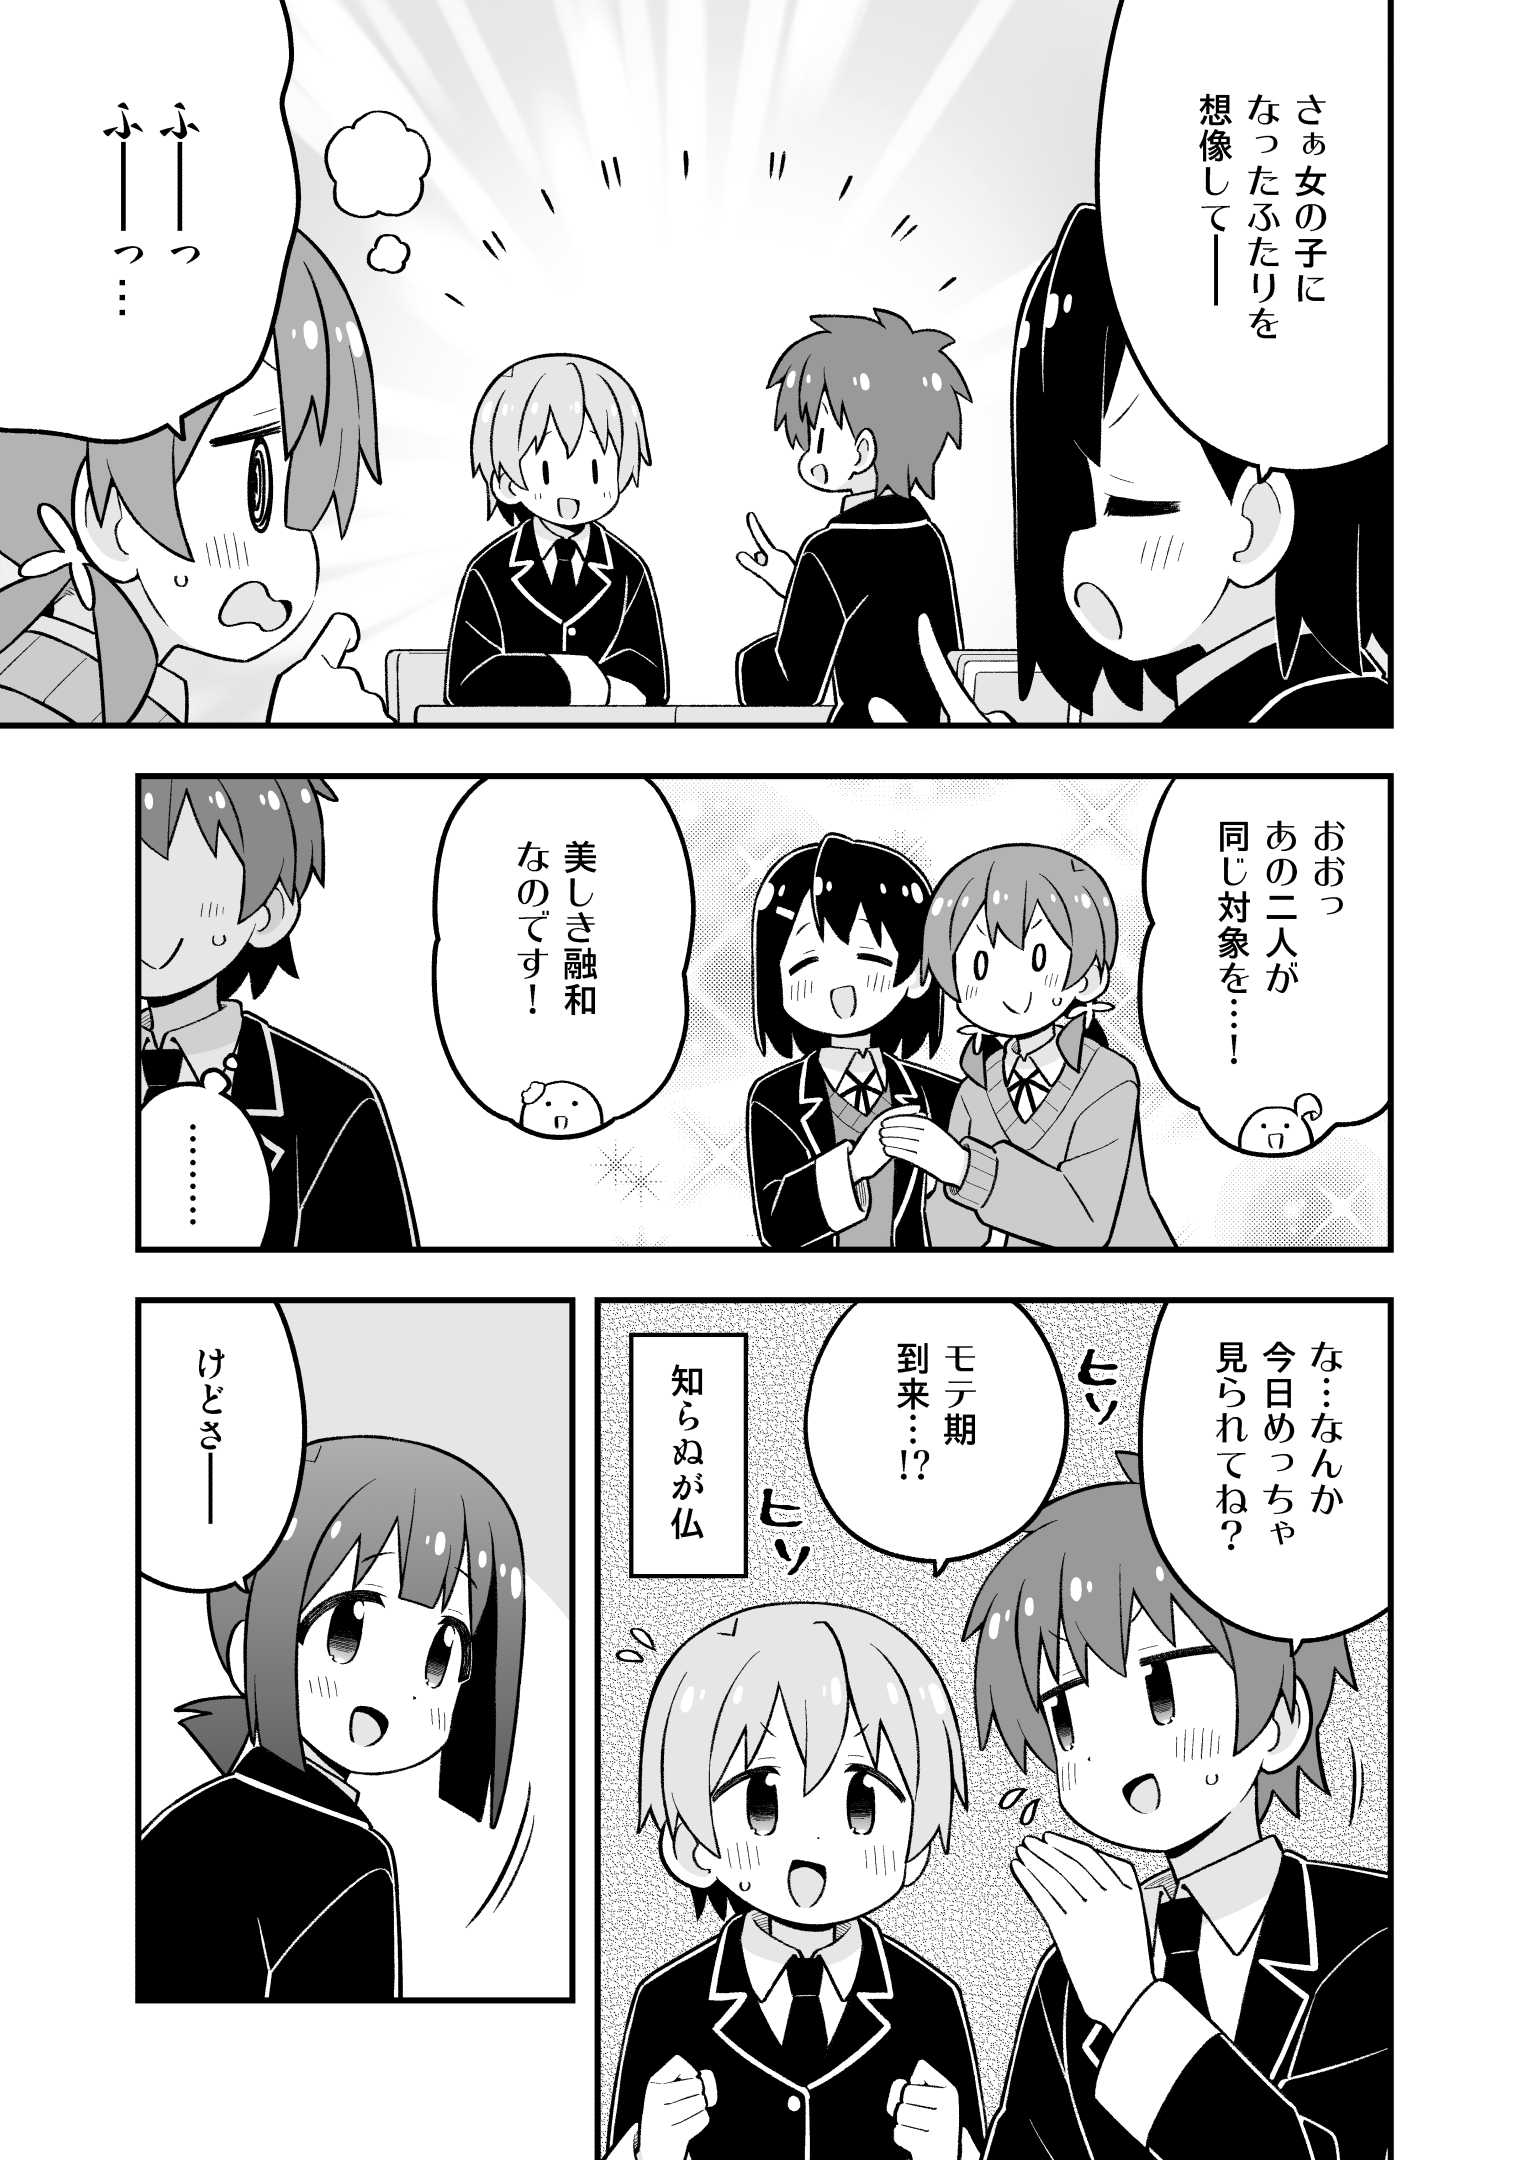 さぁ女の子に
なったふたりを
想像して――
ふ――っ
ふ――っ…
おおっ
あの二人が
同じ対象を…！
美しき融和
なのです！
………
な…なんか
今日めっちゃ
見られてね？
ヒソ
モテ期
到来…!?
ヒソ
知らぬが仏
けどさ――